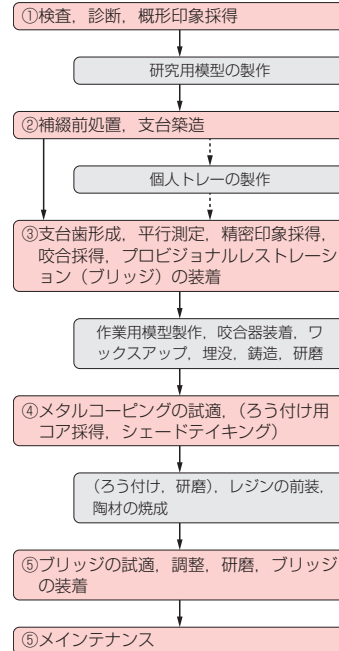 ①検査，診断，概形印象採得
研究用模型の製作
②補綴前処置，支台築造
個人トレーの製作
③支台歯形成，平行測定，精密印象採得，
咬合採得，プロビジョナルレストレーシ
ョン（ブリッジ）の装着
作業用模型製作，咬合器装着，ワ
ックスアップ，埋没，鋳造，研磨
④メタルコーピングの試適，（ろう付け用
コア採得，シェードテイキング）
（ろう付け，研磨），レジンの前装，
陶材の焼成
⑤ブリッジの試適，調整，研磨，ブリッジ
の装着
⑤メインテナンス